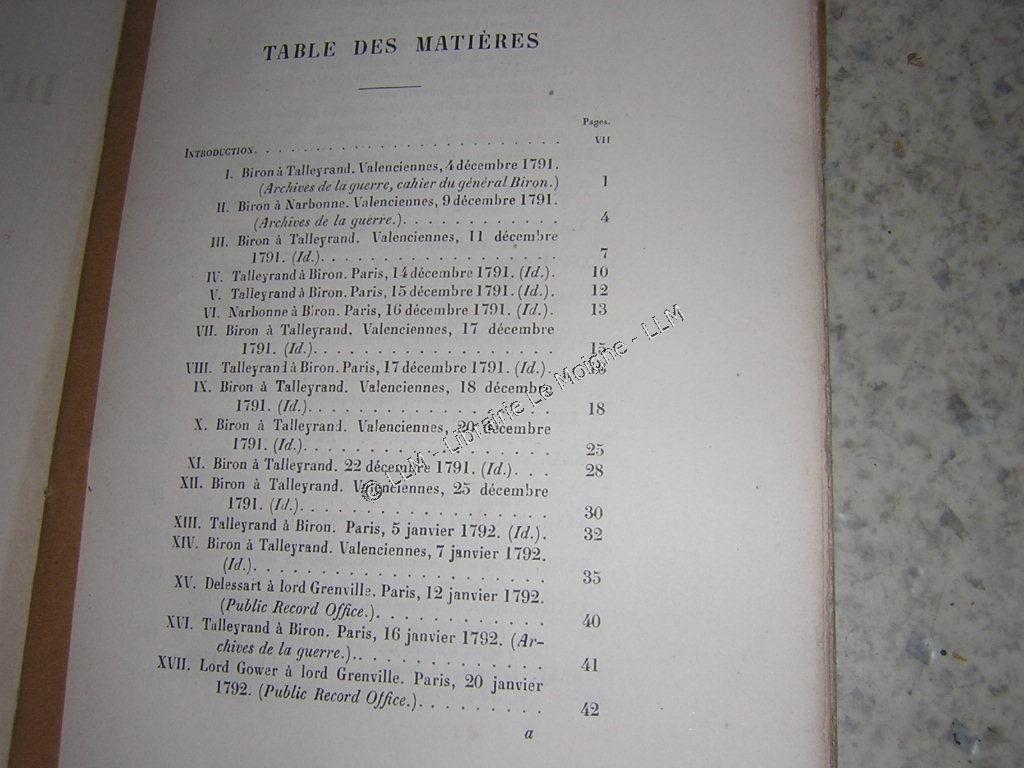 TABLE DES MATIÈRES
Pages.
INTRODUCTION. . . . . . . . . . . . . . . . . . . . . . VII
I. Biron à Talleyrand. Valenciennes, 4 décembre 1791.
(Archives de la guerre, cahier du général Biron.) 1
II. Biron à Narbonne. Valenciennes, 9 décembre 1791.
(Archives de la guerre.). . . . . . . . . . . . 4
III. Biron à Talleyrand. Valenciennes, 11 décembre
1791. (Id.). . . . . . . . . . . . . . . . . . 7
IV. Talleyrand à Biron. Paris, 14 décembre 1791. (Id.). 10
V. Talleyrand à Biron. Paris, 15 décembre 1791. (Id.). 12
VI. Narbonne à Biron. Paris, 16 décembre 1791. (Id.). 13
VII. Biron à Talleyrand. Valenciennes, 17 décembre
1791. (Id.). . . . . . . . . . . . . . . . . . 15
VIII. Talleyrand à Biron. Paris, 17 décembre 1791. (Id.).
IX. Biron à Talleyrand. Valenciennes, 18 décembre
1791. (Id.). . . . . . . . . . . . . . . . . . 18
X. Biron à Talleyrand. Valenciennes, 20 décembre
1791. (Id.). . . . . . . . . . . . . . . . . . 25
XI. Biron à Talleyrand. 22 décembre 1791. (Id.). . . . 28
XII. Biron à Talleyrand. Valenciennes, 25 décembre
1791. (Id.). . . . . . . . . . . . . . . . . . 30
XIII. Talleyrand à Biron. Paris, 5 janvier 1792. (Id.). 32
XIV. Biron à Talleyrand. Valenciennes, 7 janvier 1792.
(Id.). . . . . . . . . . . . . . . . . . . . . 35
XV. Delessart à lord Grenville. Paris, 12 janvier 1792.
(Public Record Office.). . . . . . . . . . . . 40
XVI. Talleyrand à Biron. Paris, 16 janvier 1792. (Ar-
chives de la guerre.). . . . . . . . . . . . . 41
XVII. Lord Gower à lord Grenville. Paris, 20 janvier
1792. (Public Record Office.). . . . . . . . . 42
a
© LLM - Librairie Le Moigne - LLM